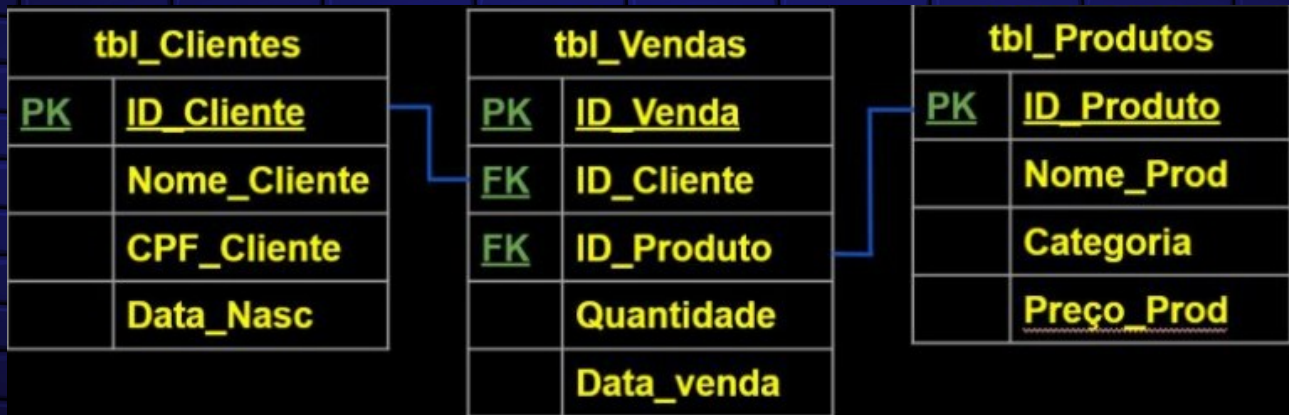 tbl_Clientes
PK ID_Cliente
Nome_Cliente
CPF_Cliente
Data_Nasc
tbl_Vendas
PK ID_Venda
FK ID_Cliente
FK ID_Produto
Quantidade
Data_venda
tbl_Produtos
PK ID_Produto
Nome_Prod
Categoria
Preço_Prod